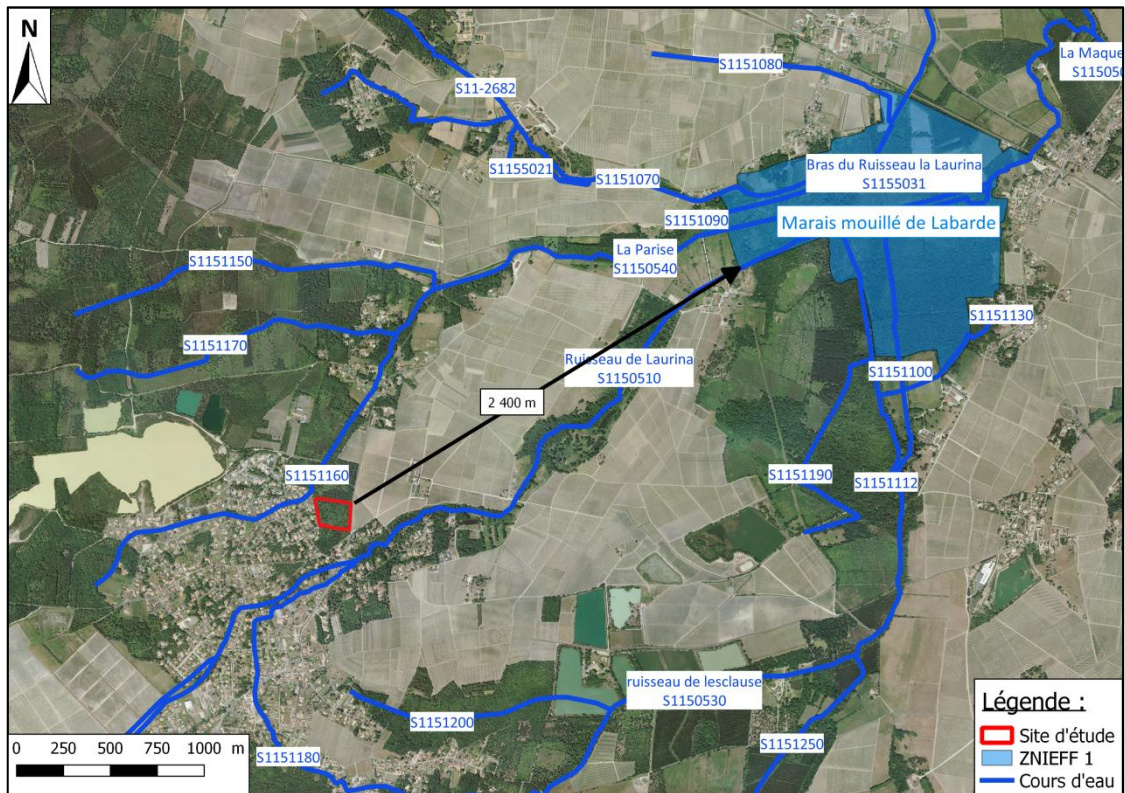 N
S1151080
La Maque
S115050
S11-2682
S1155021
S1151070
Bras du Ruisseau la Laurina
S1155031
S1151090
Marais mouillé de Labarde
La Parise
S1150540
S1151150
S1151130
S1151170
Ruisseau de Laurina
S1150510
S1151100
2 400 m
S1151160
S1151190
S1151112
ruisseau de lesclause
S1150530
S1151200
S1151250
S1151180
0 250 500 750 1000 m
Légende :
Site d'étude
ZNIEFF 1
Cours d'eau